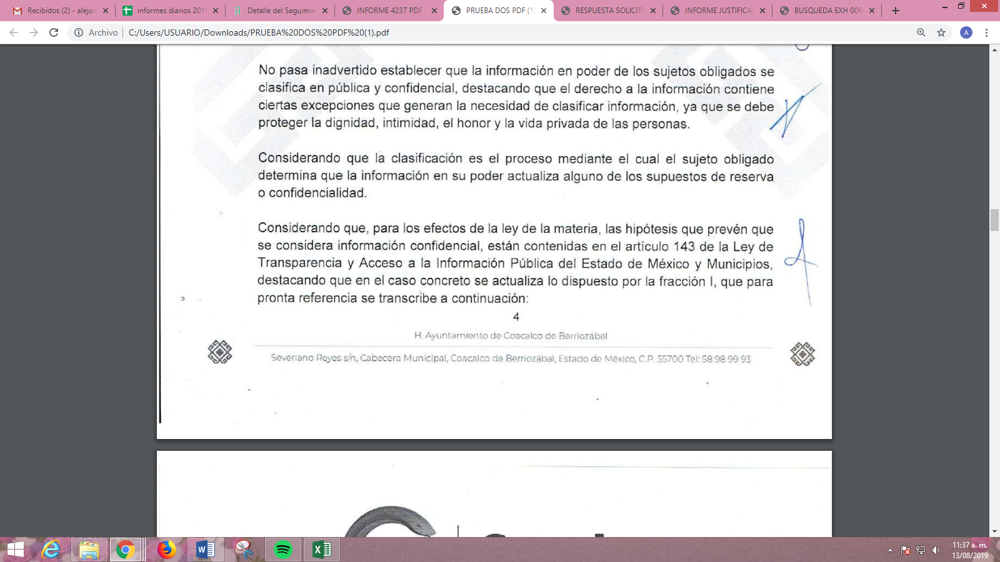 Recibidos (2) - alejan
informes diarios 2018
Detalle del Seguimie
INFORME 4237 PDF
PRUEBA DOS PDF (1)
RESPUESTA SOLICITU
INFORME JUSTIFICA
BUSQUEDA EXH 006
Archivo
C:/Users/USUARIO/Downloads/PRUEBA%20DOS%20PDF%20(1).pdf
A
No pasa inadvertido establecer que la información en poder de los sujetos obligados se
clasifica en pública y confidencial, destacando que el derecho a la información contiene
ciertas excepciones que generan la necesidad de clasificar información, ya que se debe
proteger la dignidad, intimidad, el honor y la vida privada de las personas.
Considerando que la clasificación es el proceso mediante el cual el sujeto obligado
determina que la información en su poder actualiza alguno de los supuestos de reserva
o confidencialidad.
Considerando que, para los efectos de la ley de la materia, las hipótesis que prevén que
se considera información confidencial, están contenidas en el artículo 143 de la Ley de
Transparencia y Acceso a la Información Pública del Estado de México y Municipios,
destacando que en el caso concreto se actualiza lo dispuesto por la fracción I, que para
pronta referencia se transcribe a continuación:
4
H. Ayuntamiento de Coacalco de Berriozábal
Severiano Reyes s/n, Cabecera Municipal, Coacalco de Berriozábal, Estado de México, C.P. 55700 Tel: 58 98 99 93
11:37 a. m.
13/08/2019